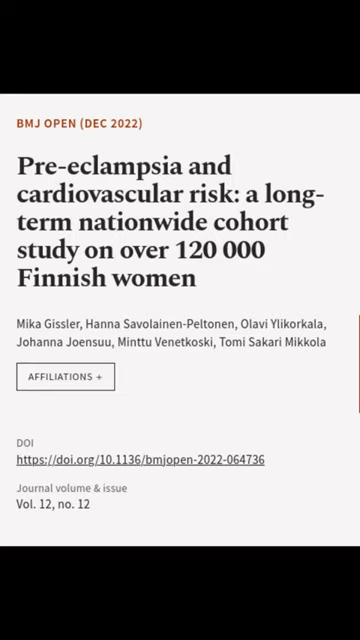 BMJ OPEN (DEC 2022)
Pre-eclampsia and
cardiovascular risk: a long-
term nationwide cohort
study on over 120 000
Finnish women
Mika Gissler, Hanna Savolainen-Peltonen, Olavi Ylikorkala,
Johanna Joensuu, Minttu Venetkoski, Tomi Sakari Mikkola
AFFILIATIONS +
DOI
https://doi.org/10.1136/bmjopen-2022-064736
Journal volume & issue
Vol. 12, no. 12